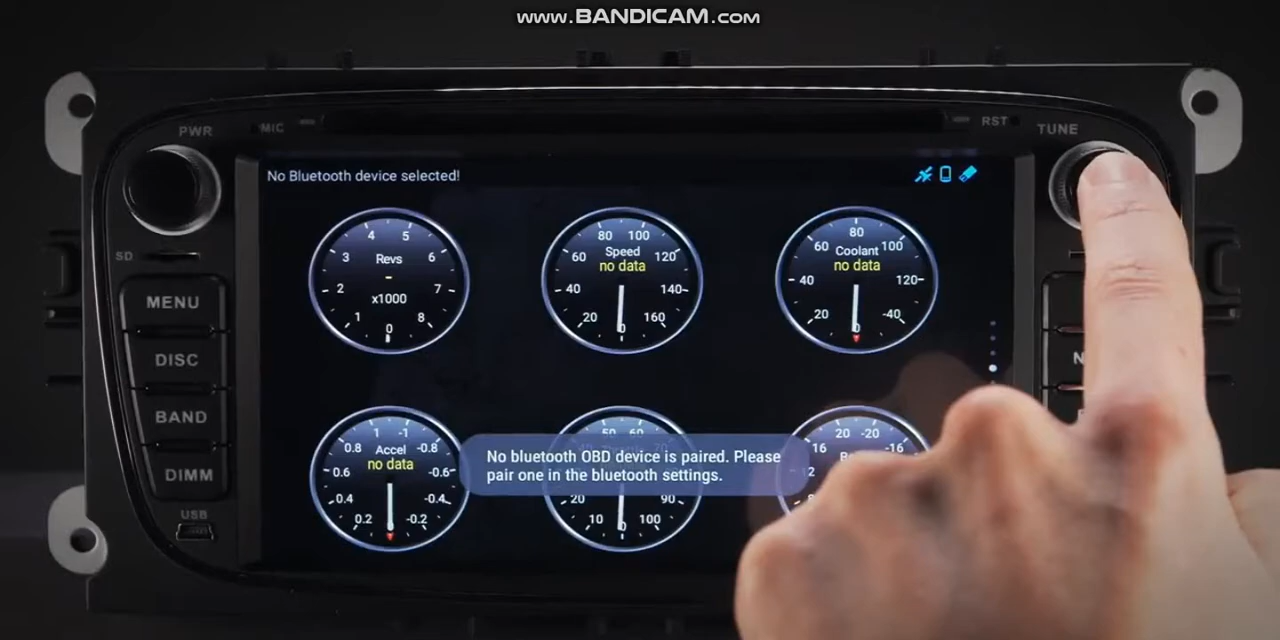 www.BANDICAM.com
PWR
MIC
RST
TUNE
No Bluetooth device selected!
4 5
3 Revs 6
2 - 7
x1000
1 0 8
80 100
60 Speed 120
no data
40 140
20 0 160
80
60 Coolant 100
no data
40 120
20 0 -40
SD
MENU
DISC
BAND
DIMM
USB
1 -1
0.8 Accel -0.8
no data
0.6 -0.6
0.4 -0.4
0.2 -0.2
50 60
No bluetooth OBD device is paired. Please
pair one in the bluetooth settings.
20 90
10 0 100
20 -20
16 -16
N